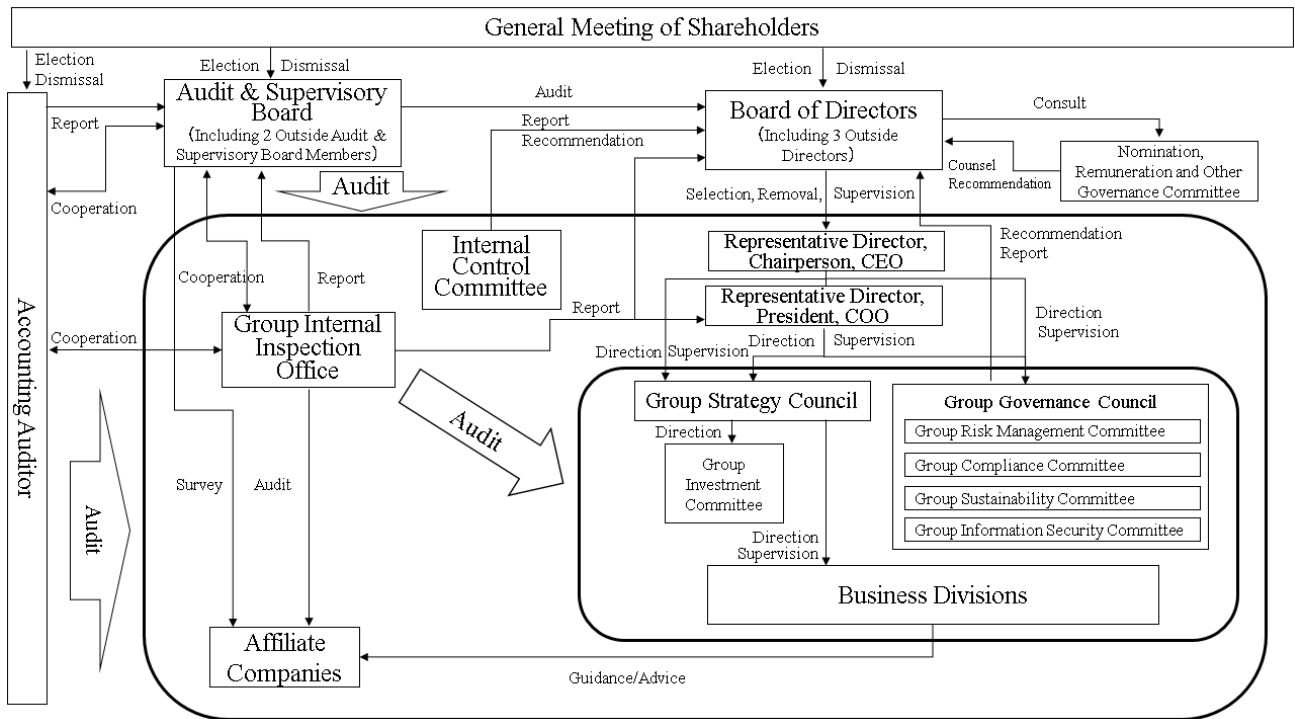 General Meeting of Shareholders
Election
Dismissal
Election Dismissal
Election Dismissal
Audit & Supervisory
Board
(Including 2 Outside Audit &
Supervisory Board Members)
Audit
Board of Directors
(Including 3 Outside
Directors)
Consult
Report
Report
Recommendation
Counsel
Recommendation
Nomination,
Remuneration and Other
Governance Committee
Audit
Cooperation
Selection, Removal, Supervision
Internal
Control
Committee
Representative Director,
Chairperson, CEO
Recommendation
Report
Cooperation
Report
Representative Director,
President, COO
Accounting Auditor
Group Internal
Inspection
Office
Report
Cooperation
Direction
Supervision
Direction Supervision
Direction Supervision
Group Strategy Council
Group Governance Council
Audit
Direction
Group Risk Management Committee
Group
Investment
Committee
Group Compliance Committee
Group Sustainability Committee
Group Information Security Committee
Survey
Audit
Audit
Direction
Supervision
Business Divisions
Affiliate
Companies
Guidance/Advice